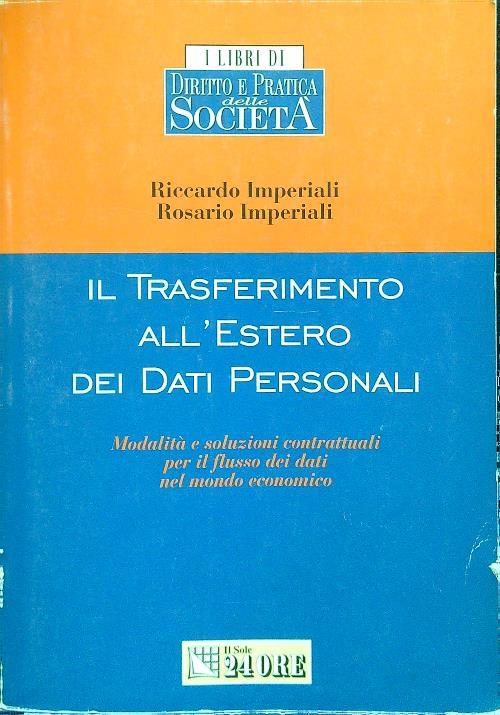 I LIBRI DI
DIRITTO E PRATICA
delle
SOCIETÀ
Riccardo Imperiali
Rosario Imperiali
IL TRASFERIMENTO
ALL'ESTERO
DEI DATI PERSONALI
Modalità e soluzioni contrattuali
per il flusso dei dati
nel mondo economico
Il Sole
24 ORE